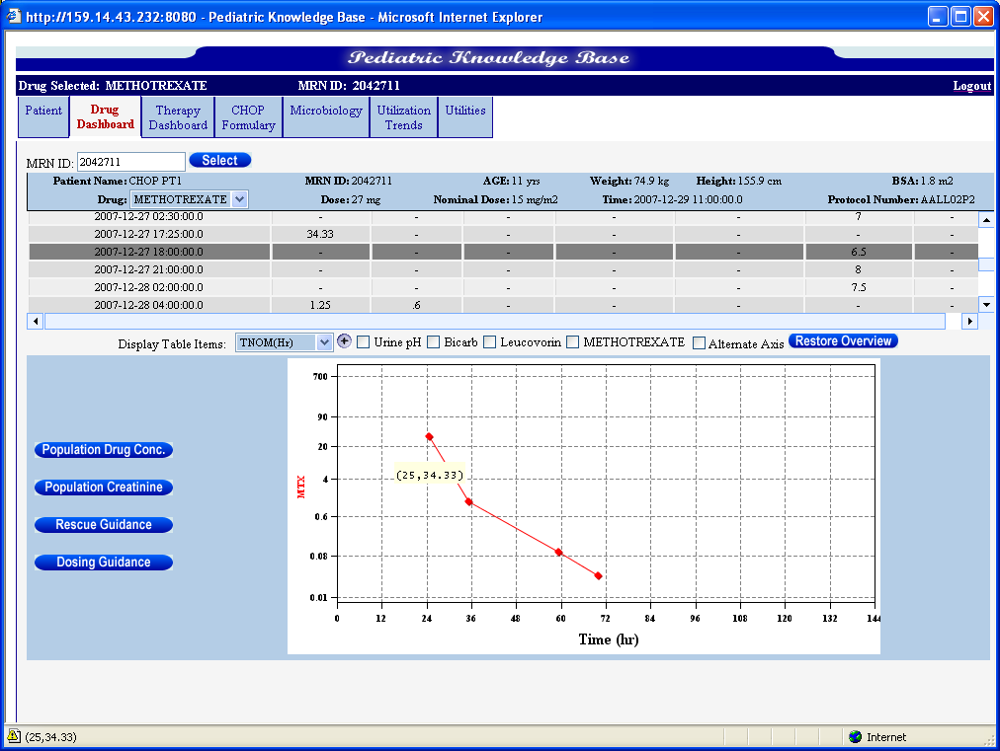 http://159.14.43.232:8080 - Pediatric Knowledge Base - Microsoft Internet Explorer
Pediatric Knowledge Base
Drug Selected: METHOTREXATE MRN ID: 2042711 Logout
Patient Drug Dashboard Therapy Dashboard CHOP Formulary Microbiology Utilization Trends Utilities
MRN ID: 2042711 Select
Patient Name: CHOP PT1 MRN ID: 2042711 AGE: 11 yrs Weight: 74.9 kg Height: 155.9 cm BSA: 1.8 m2
Drug: METHOTREXATE Dose: 27 mg Nominal Dose: 15 mg/m2 Time: 2007-12-29 11:00:00.0 Protocol Number: AALL02P2
2007-12-27 02:30:00.0 - - - - - 7 -
2007-12-27 17:25:00.0 34.33 - - - - - -
2007-12-27 18:00:00.0 - - - - - 6.5 -
2007-12-27 21:00:00.0 - - - - - 8 -
2007-12-28 02:00:00.0 - - - - - 7.5 -
2007-12-28 04:00:00.0 1.25 .6 - - - - -
Display Table Items: TNOM(Hr) Urine pH Bicarb Leucovorin METHOTREXATE Alternate Axis Restore Overview
Population Drug Conc.
Population Creatinine
Rescue Guidance
Dosing Guidance
700
90
20
4
0.6
0.08
0.01
MTX
(25,34.33)
0 12 24 36 48 60 72 84 96 108 120 132 144
Time (hr)
(25,34.33) Internet